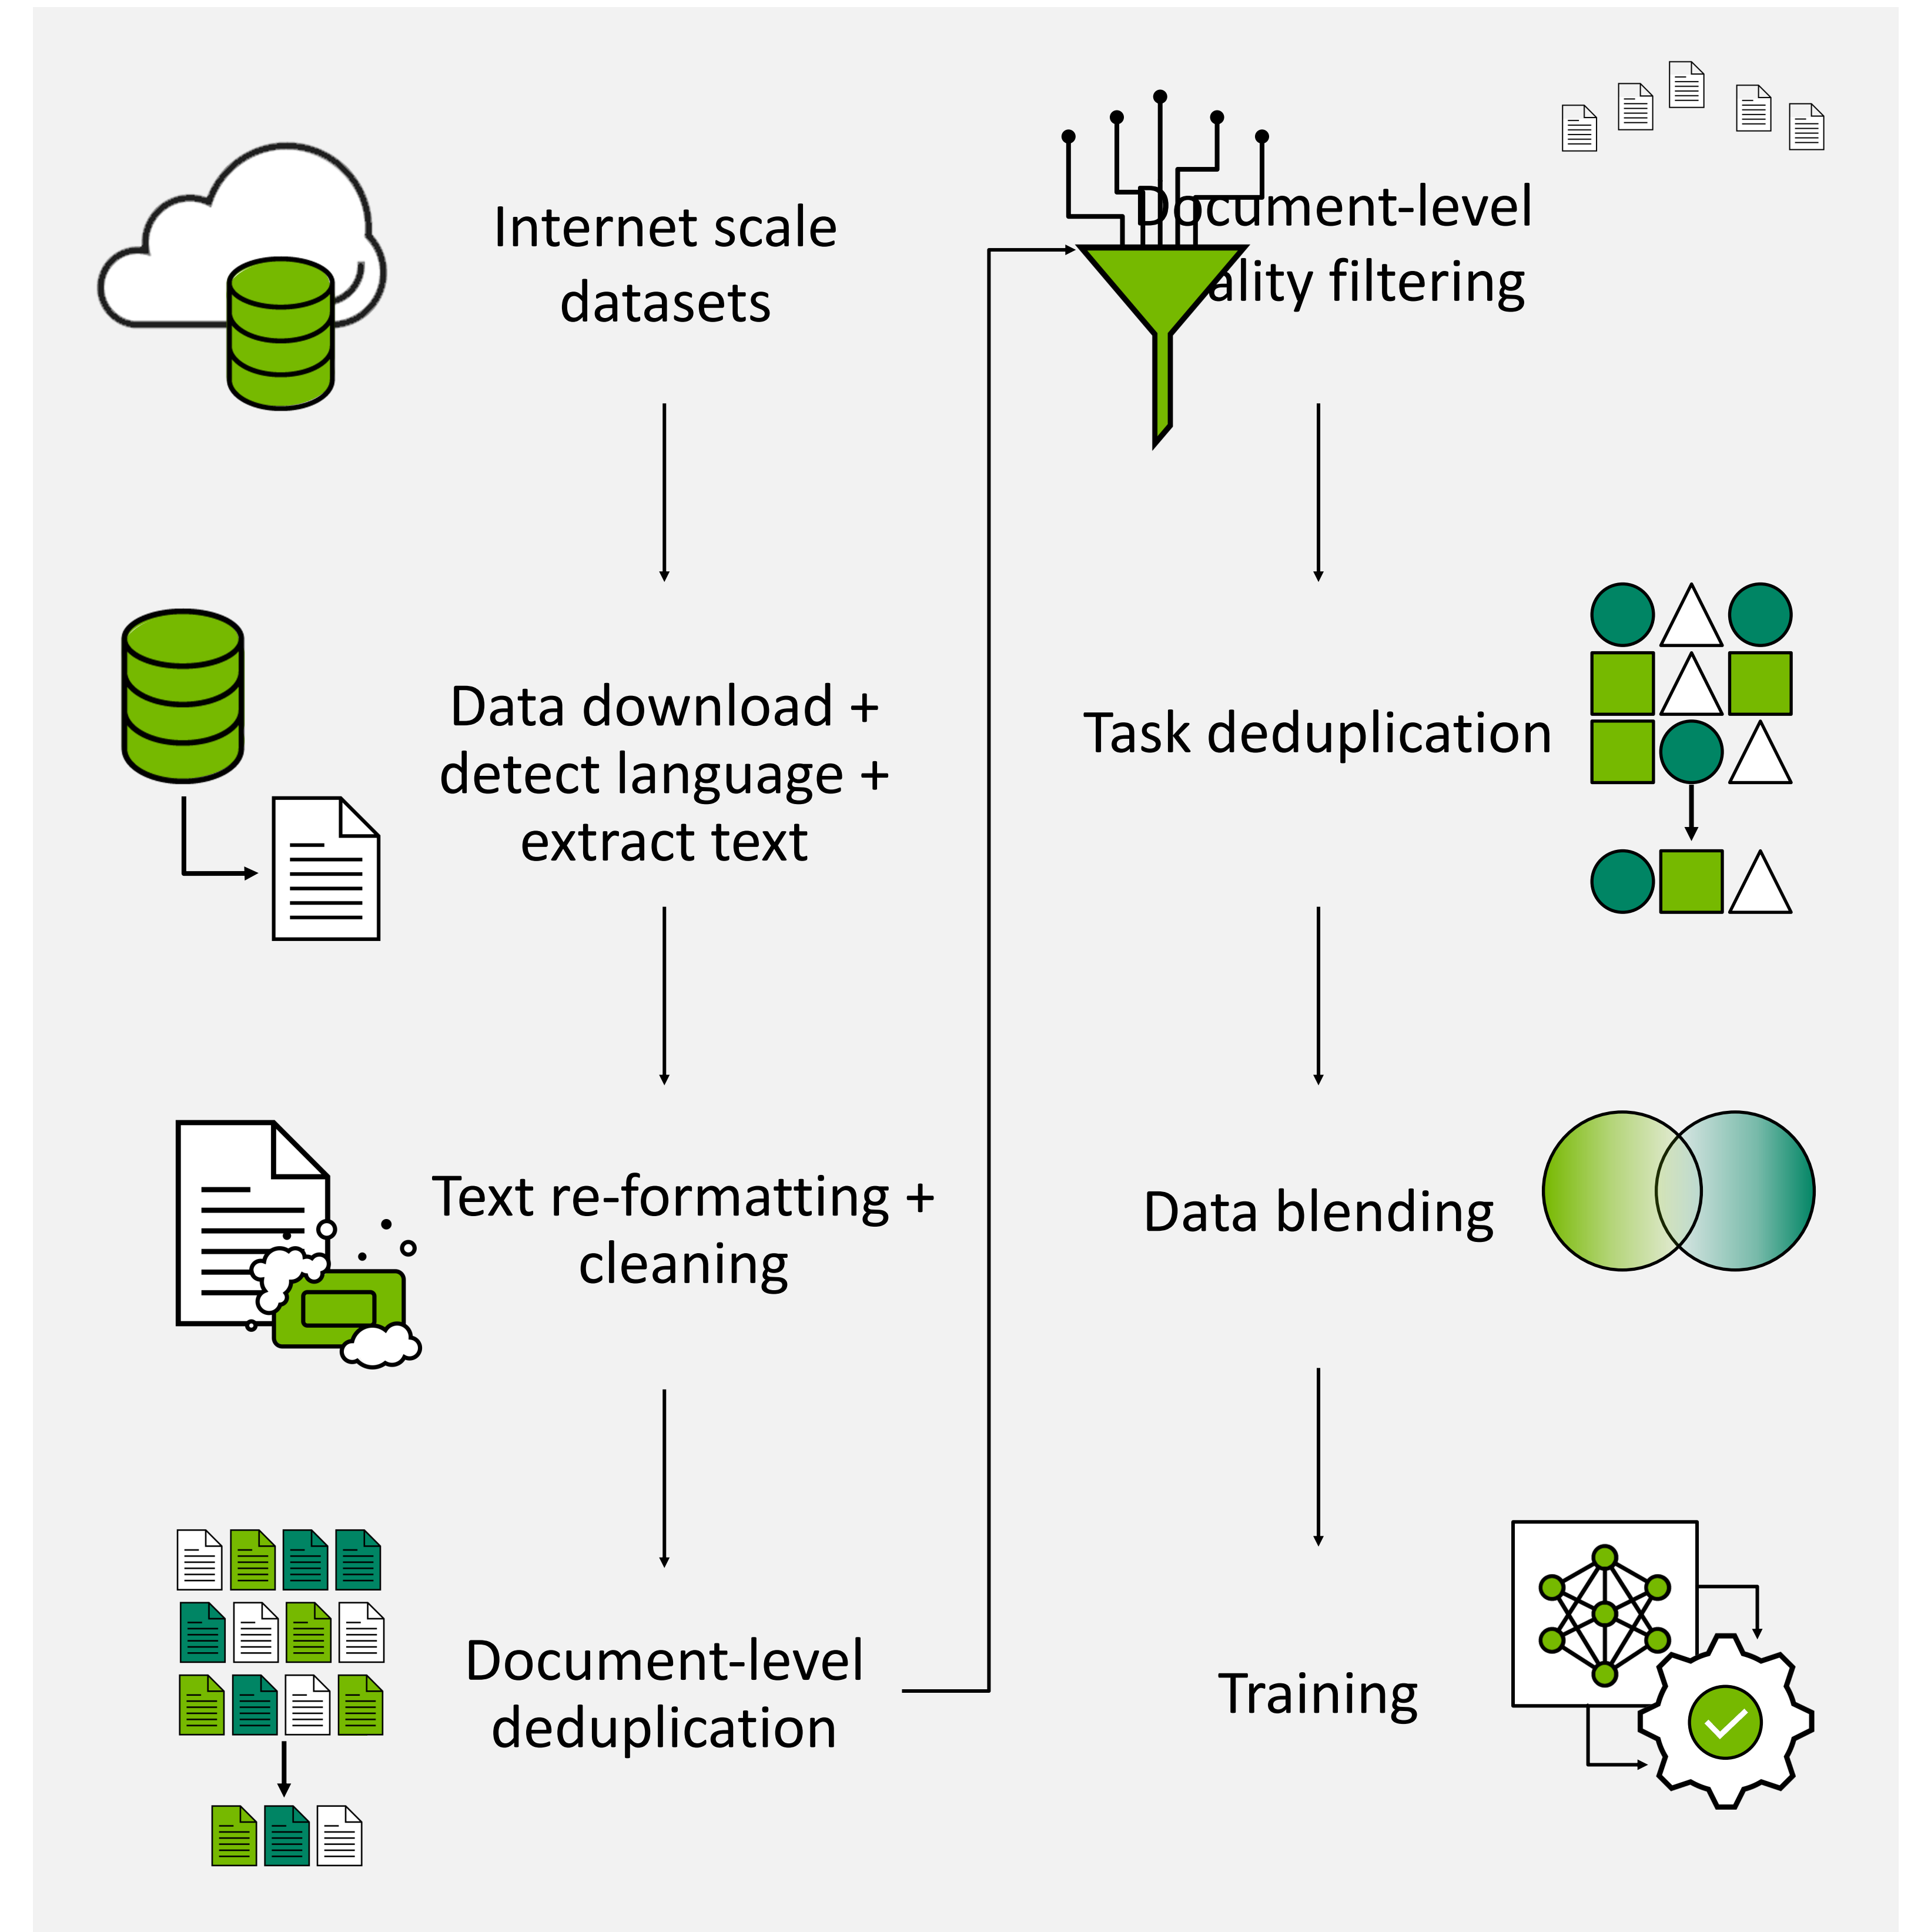 Internet scale
datasets
Data download +
detect language +
extract text
Text re-formatting +
cleaning
Document-level
deduplication
Document-level
filtering
Task deduplication
Data blending
Training